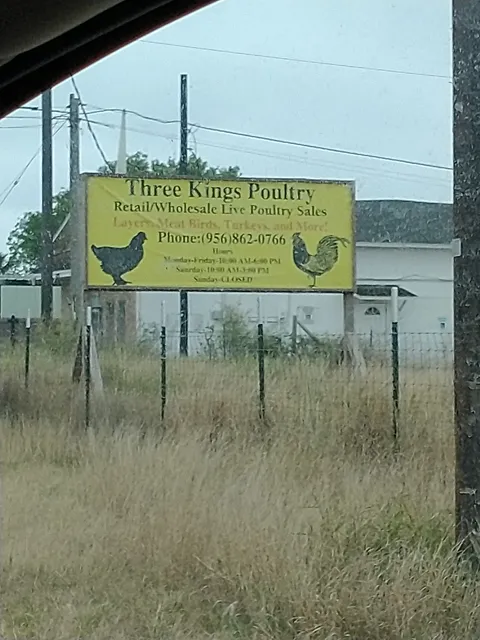 Three Kings Poultry
Retail/Wholesale Live Poultry Sales
Layers, Meat Birds, Turkeys, and More!
Phone:(956)862-0766
Hours
Monday-Friday-10:00 AM-6:00 PM
Saturday-10:00 AM-3:00 PM
Sunday-CLOSED